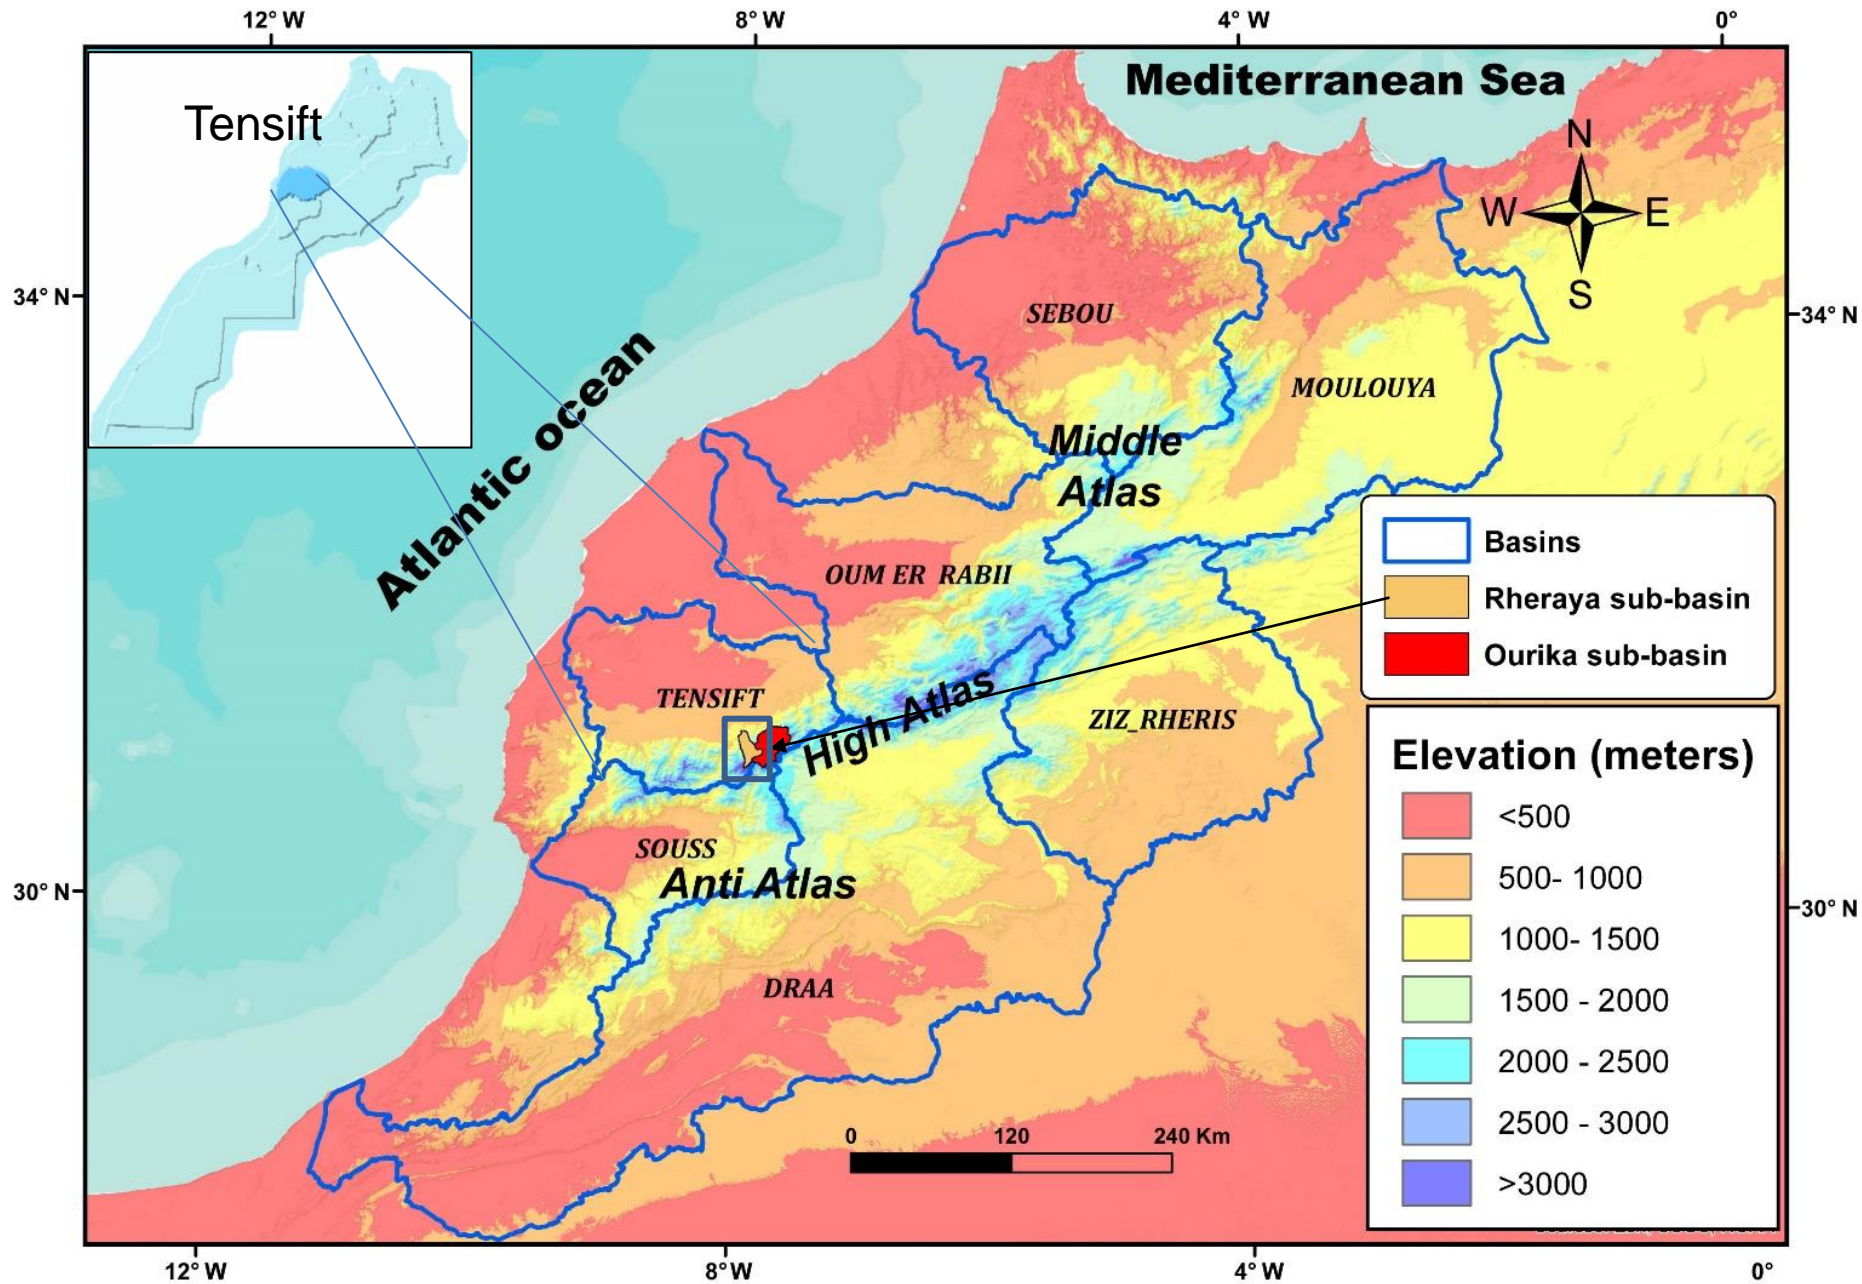 12° W
8° W
4° W
0°
Mediterranean Sea
Tensift
N
W
E
S
34° N
34° N
SEBOU
Atlantic ocean
MOULOUYA
Middle
Atlas
Basins
OUM ER RABII
Rheraya sub-basin
Ourika sub-basin
TENSIFT
High Atlas
ZIZ_RHERIS
Elevation (meters)
<500
SOUSS
Anti Atlas
500- 1000
30° N
30° N
1000- 1500
DRAA
1500 - 2000
2000 - 2500
0
120
240 Km
2500 - 3000
>3000
12° W
8° W
4° W
0°